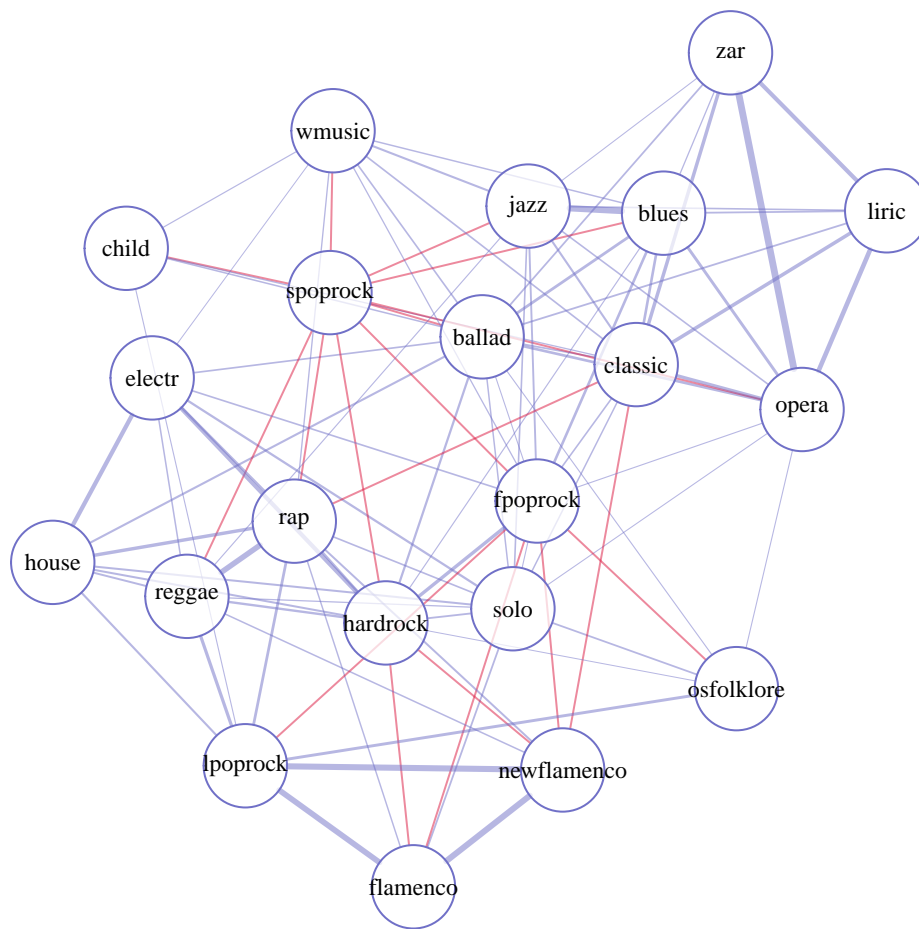 zar
wmusic
jazz
blues
liric
child
spoprock
ballad
classic
electr
opera
fpoprock
rap
house
reggae
hardrock
solo
osfolklore
lpoprock
newflamenco
flamenco